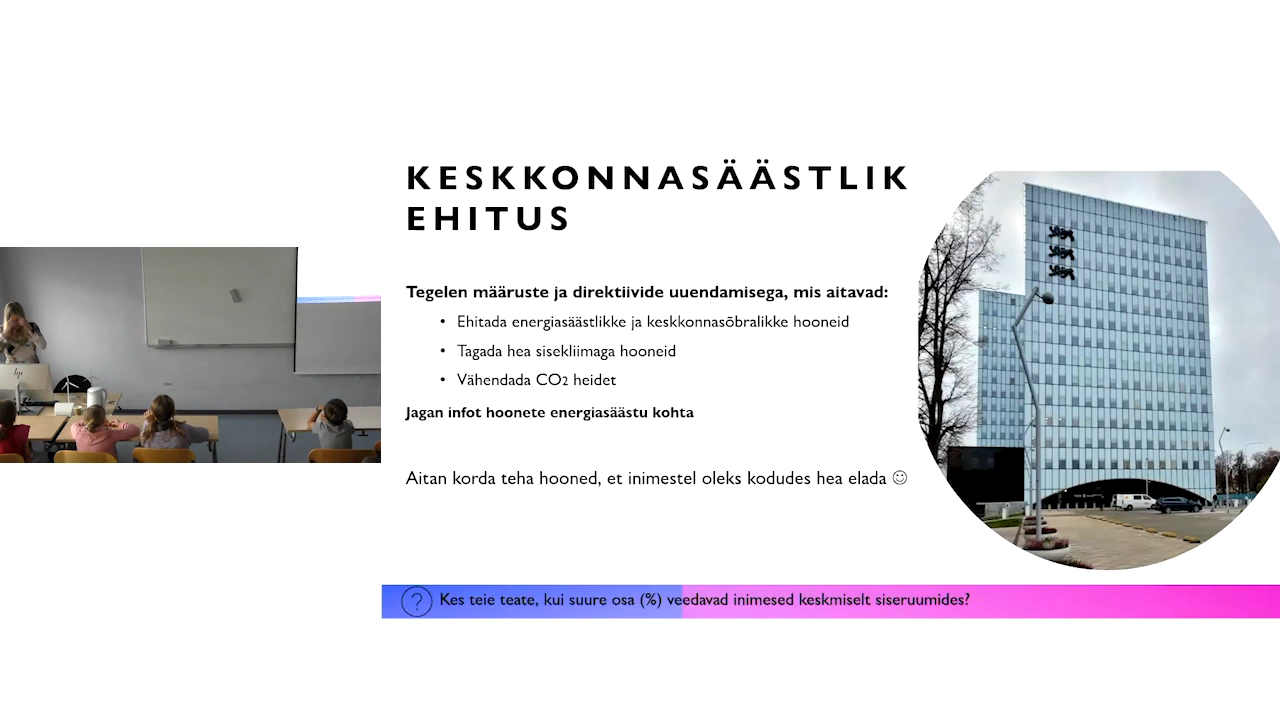 KESKKONNASÄÄSTLIK
EHITUS
Tegelen määruste ja direktiivide uuendamisega, mis aitavad:
• Ehitada energiasäästlikke ja keskkonnasõbralikke hooneid
• Tagada hea sisekliimaga hooneid
• Vähendada CO2 heidet
Jagan infot hoonete energiasäästu kohta
Aitan korda teha hooned, et inimestel oleks kodudes hea elada ☺
? Kes teie teate, kui suure osa (%) veedavad inimesed keskmiselt siseruumides?
hp